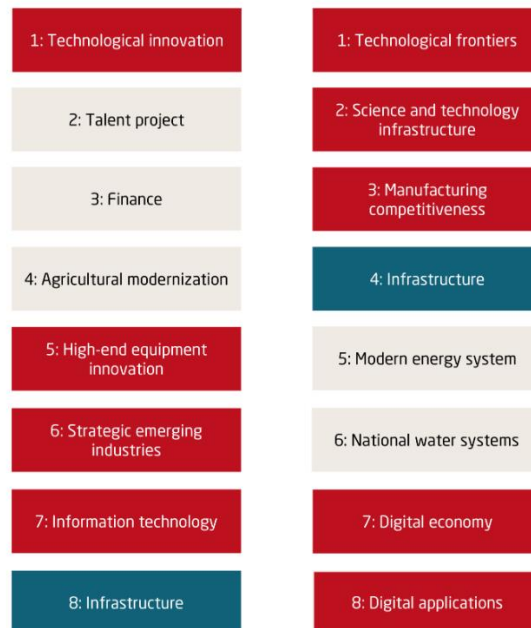 1: Technological innovation
2: Talent project
3: Finance
4: Agricultural modernization
5: High-end equipment
innovation
6: Strategic emerging
industries
7: Information technology
8: Infrastructure
1: Technological frontiers
2: Science and technology
infrastructure
3: Manufacturing
competitiveness
4: Infrastructure
5: Modern energy system
6: National water systems
7: Digital economy
8: Digital applications